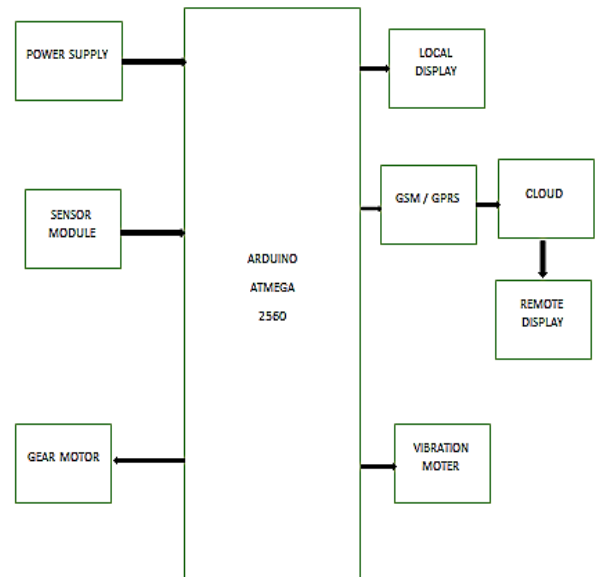 POWER SUPPLY
LOCAL
DISPLAY
SENSOR
MODULE
GSM / GPRS
CLOUD
ARDUINO
ATMEGA
2560
REMOTE
DISPLAY
GEAR MOTOR
VIBRATION
MOTER